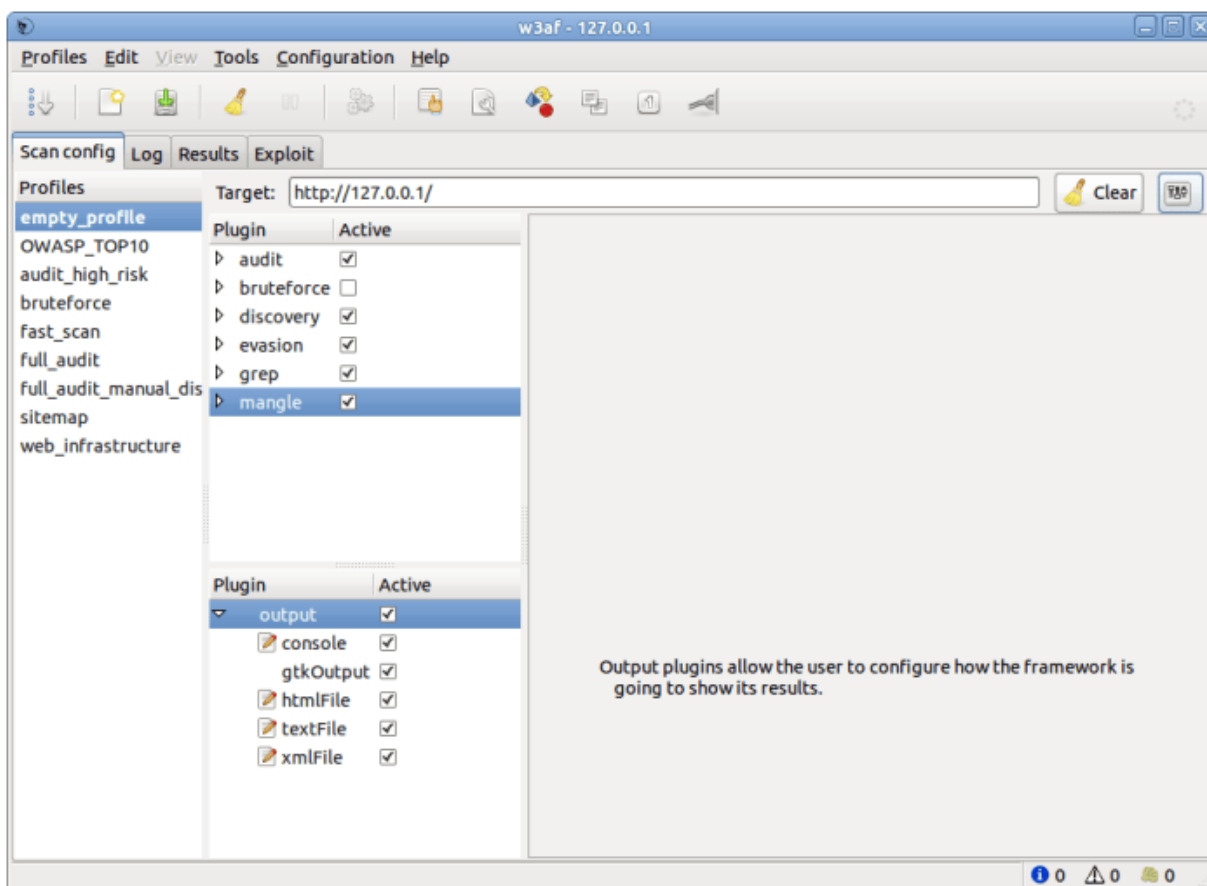 w3af - 127.0.0.1
Profiles Edit View Tools Configuration Help
Scan config Log Results Exploit
Profiles
empty_profile
OWASP_TOP10
audit_high_risk
bruteforce
fast_scan
full_audit
full_audit_manual_dis
sitemap
web_infrastructure
Target: http://127.0.0.1/ Clear
Plugin Active
audit
bruteforce
discovery
evasion
grep
mangle
Plugin Active
output
console
gtkOutput
htmlFile
textFile
xmlFile
Output plugins allow the user to configure how the framework is
going to show its results.
0 0 0